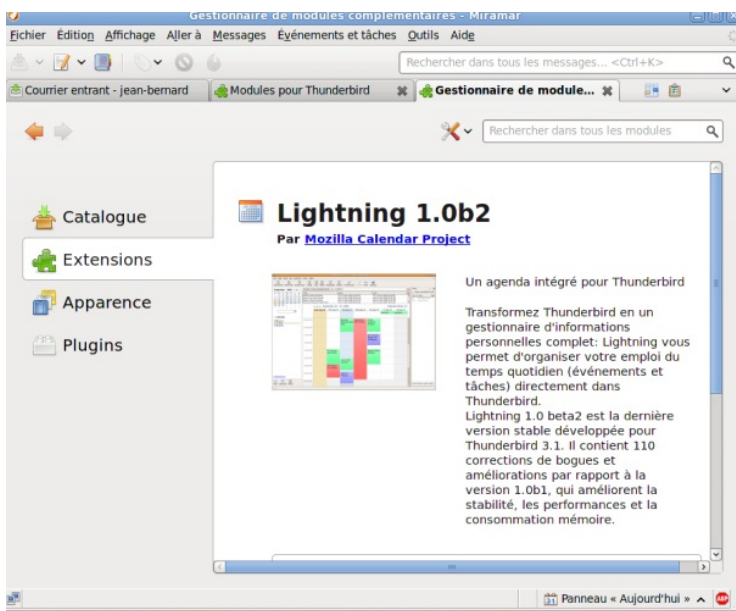 Gestionnaire de modules complémentaires - Miramar
Fichier Édition Affichage Aller à Messages Événements et tâches Outils Aide
Rechercher dans tous les messages... <Ctrl+K>
Courrier entrant - jean-bernard Modules pour Thunderbird Gestionnaire de module...
Rechercher dans tous les modules
Catalogue
Extensions
Apparence
Plugins
Lightning 1.0b2
Par Mozilla Calendar Project
Un agenda intégré pour Thunderbird
Transformez Thunderbird en un
gestionnaire d'informations
personnelles complet: Lightning vous
permet d'organiser votre emploi du
temps quotidien (événements et
tâches) directement dans
Thunderbird.
Lightning 1.0 beta2 est la dernière
version stable développée pour
Thunderbird 3.1. Il contient 110
corrections de bogues et
améliorations par rapport à la
version 1.0b1, qui améliorent la
stabilité, les performances et la
consommation mémoire.
31 Panneau « Aujourd'hui » ABP